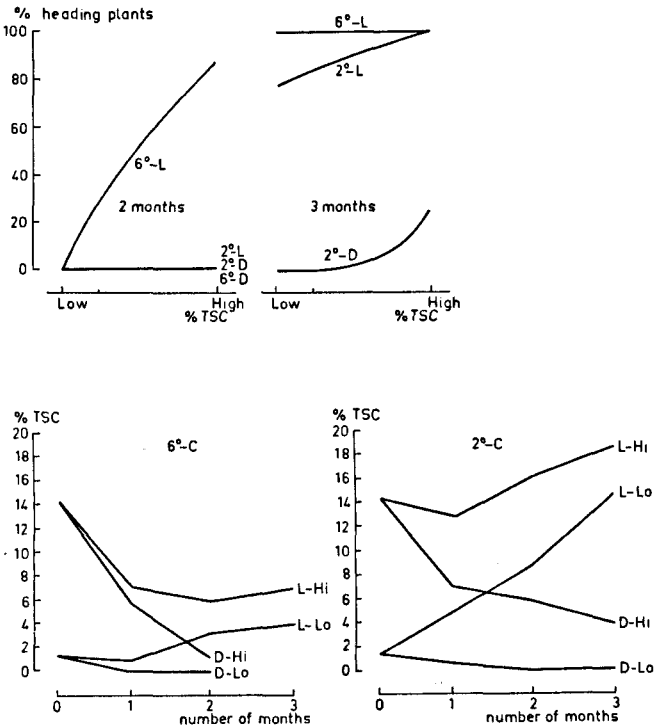 % heading plants
100
80
60
40
20
0
6°-L
2 months
2°-L
2°-D
6°-D
Low
High
% TSC
6°-L
2°-L
3 months
2°-D
Low
High
% TSC
% TSC
20
18
16
14
12
10
8
6
4
2
0
6°-C
L-Hi
L-Lo
D-Hi
D-Lo
0 1 2 3
number of months
% TSC
20
18
16
14
12
10
8
6
4
2
0
2°-C
L-Hi
L-Lo
D-Hi
D-Lo
0 1 2 3
number of months